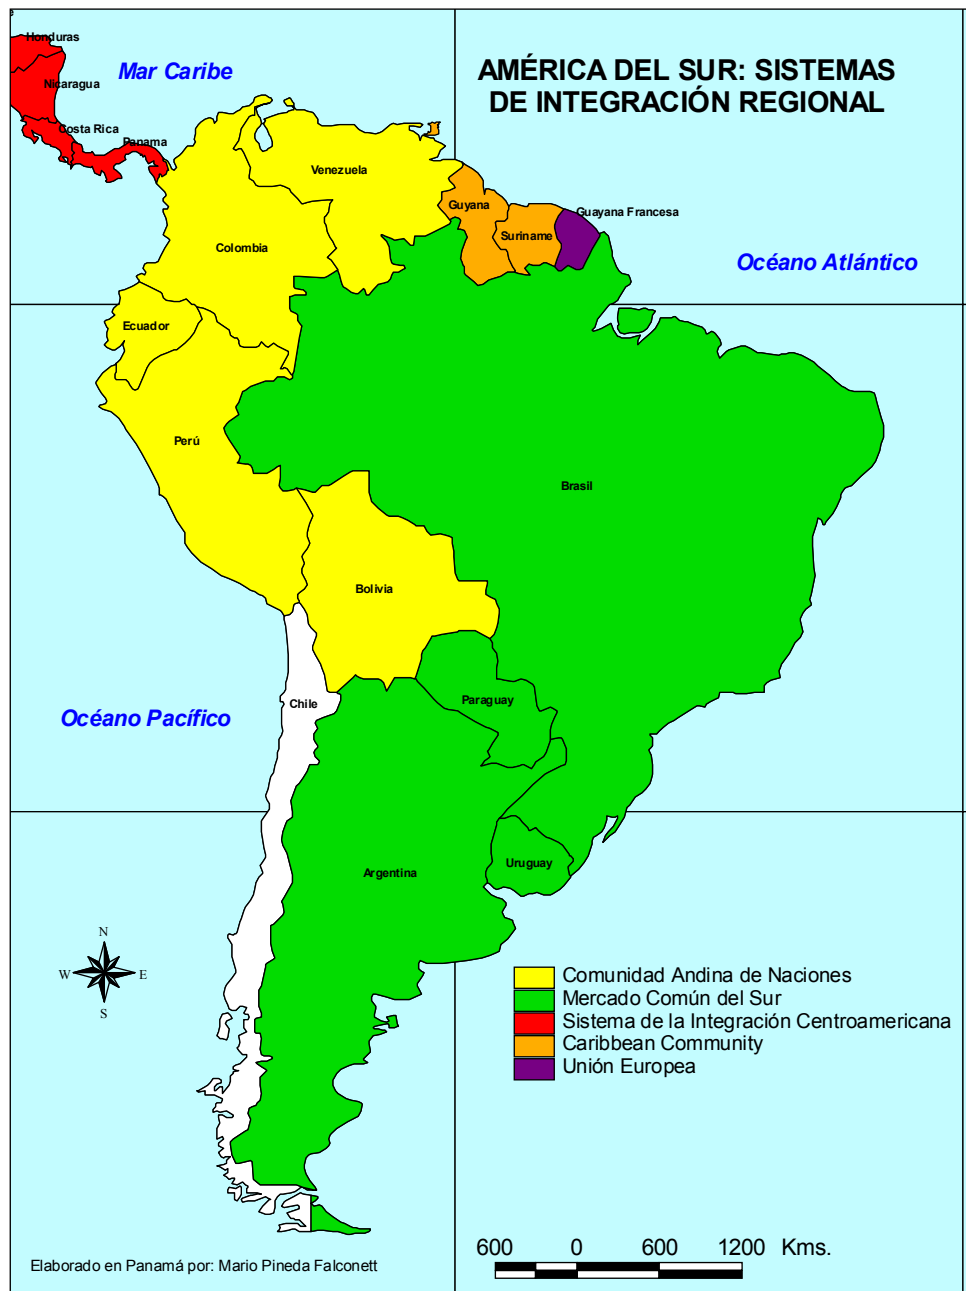 Honduras
Mar Caribe
AMÉRICA DEL SUR: SISTEMAS
DE INTEGRACIÓN REGIONAL
Nicaragua
Costa Rica
Panama
Venezuela
Guyana
Guayana Francesa
Suriname
Colombia
Océano Atlántico
Ecuador
Perú
Brasil
Bolivia
Chile
Paraguay
Océano Pacífico
Uruguay
Argentina
N
W
E
S
Comunidad Andina de Naciones
Mercado Común del Sur
Sistema de la Integración Centroamericana
Caribbean Community
Unión Europea
600 0 600 1200 Kms.
Elaborado en Panamá por: Mario Pineda Falconett